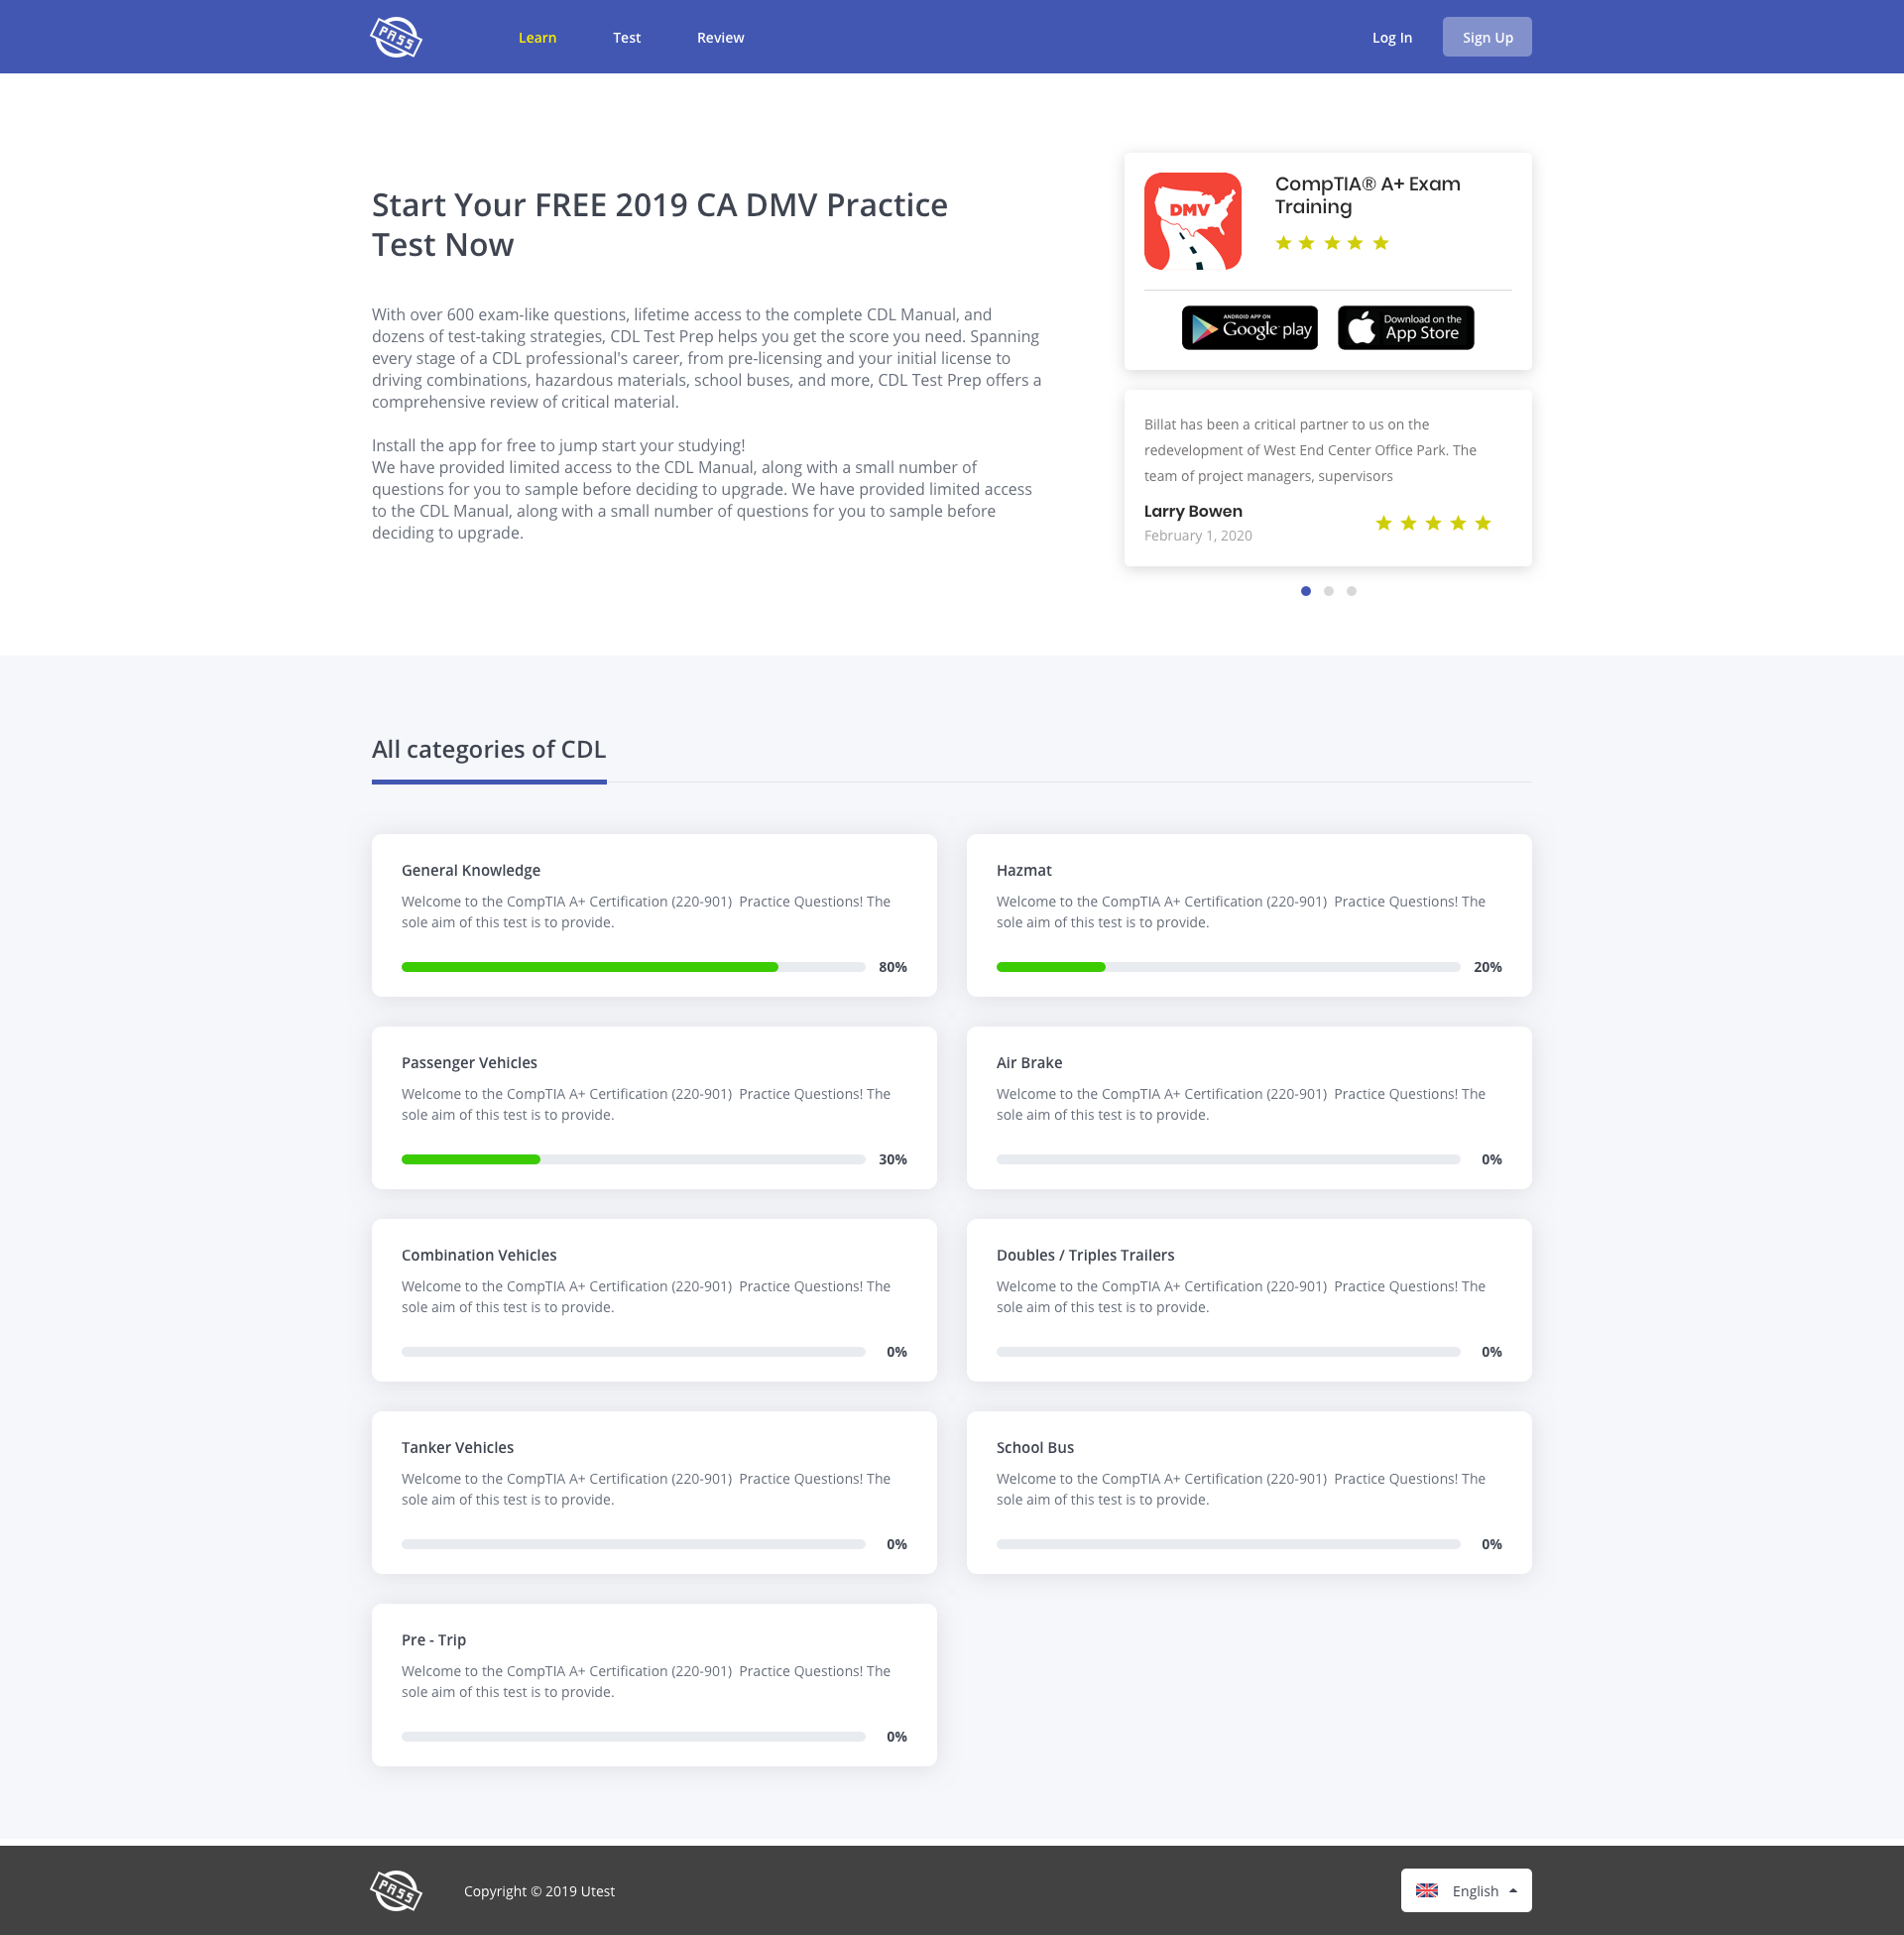 PASS
Learn
Test
Review
Log In
Sign Up
Start Your FREE 2019 CA DMV Practice
Test Now
With over 600 exam-like questions, lifetime access to the complete CDL Manual, and
dozens of test-taking strategies, CDL Test Prep helps you get the score you need. Spanning
every stage of a CDL professional's career, from pre-licensing and your initial license to
driving combinations, hazardous materials, school buses, and more, CDL Test Prep offers a
comprehensive review of critical material.
Install the app for free to jump start your studying!
We have provided limited access to the CDL Manual, along with a small number of
questions for you to sample before deciding to upgrade. We have provided limited access
to the CDL Manual, along with a small number of questions for you to sample before
deciding to upgrade.
DMV
CompTIA® A+ Exam
Training
ANDROID APP ON
Google play
Download on the
App Store
Billat has been a critical partner to us on the
redevelopment of West End Center Office Park. The
team of project managers, supervisors
Larry Bowen
February 1, 2020
All categories of CDL
General Knowledge
Welcome to the CompTIA A+ Certification (220-901)  Practice Questions! The
sole aim of this test is to provide.
80%
Hazmat
Welcome to the CompTIA A+ Certification (220-901)  Practice Questions! The
sole aim of this test is to provide.
20%
Passenger Vehicles
Welcome to the CompTIA A+ Certification (220-901)  Practice Questions! The
sole aim of this test is to provide.
30%
Air Brake
Welcome to the CompTIA A+ Certification (220-901)  Practice Questions! The
sole aim of this test is to provide.
0%
Combination Vehicles
Welcome to the CompTIA A+ Certification (220-901)  Practice Questions! The
sole aim of this test is to provide.
0%
Doubles / Triples Trailers
Welcome to the CompTIA A+ Certification (220-901)  Practice Questions! The
sole aim of this test is to provide.
0%
Tanker Vehicles
Welcome to the CompTIA A+ Certification (220-901)  Practice Questions! The
sole aim of this test is to provide.
0%
School Bus
Welcome to the CompTIA A+ Certification (220-901)  Practice Questions! The
sole aim of this test is to provide.
0%
Pre - Trip
Welcome to the CompTIA A+ Certification (220-901)  Practice Questions! The
sole aim of this test is to provide.
0%
PASS
Copyright © 2019 Utest
English